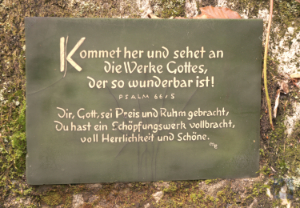 Kommet her und sehet an
die Werke Gottes,
der so wunderbar ist!
PSALM 66,5
Dir, Gott, sei Preis und Ruhm gebracht,
Du hast ein Schöpfungswerk vollbracht,
voll Herrlichkeit und Schöne.